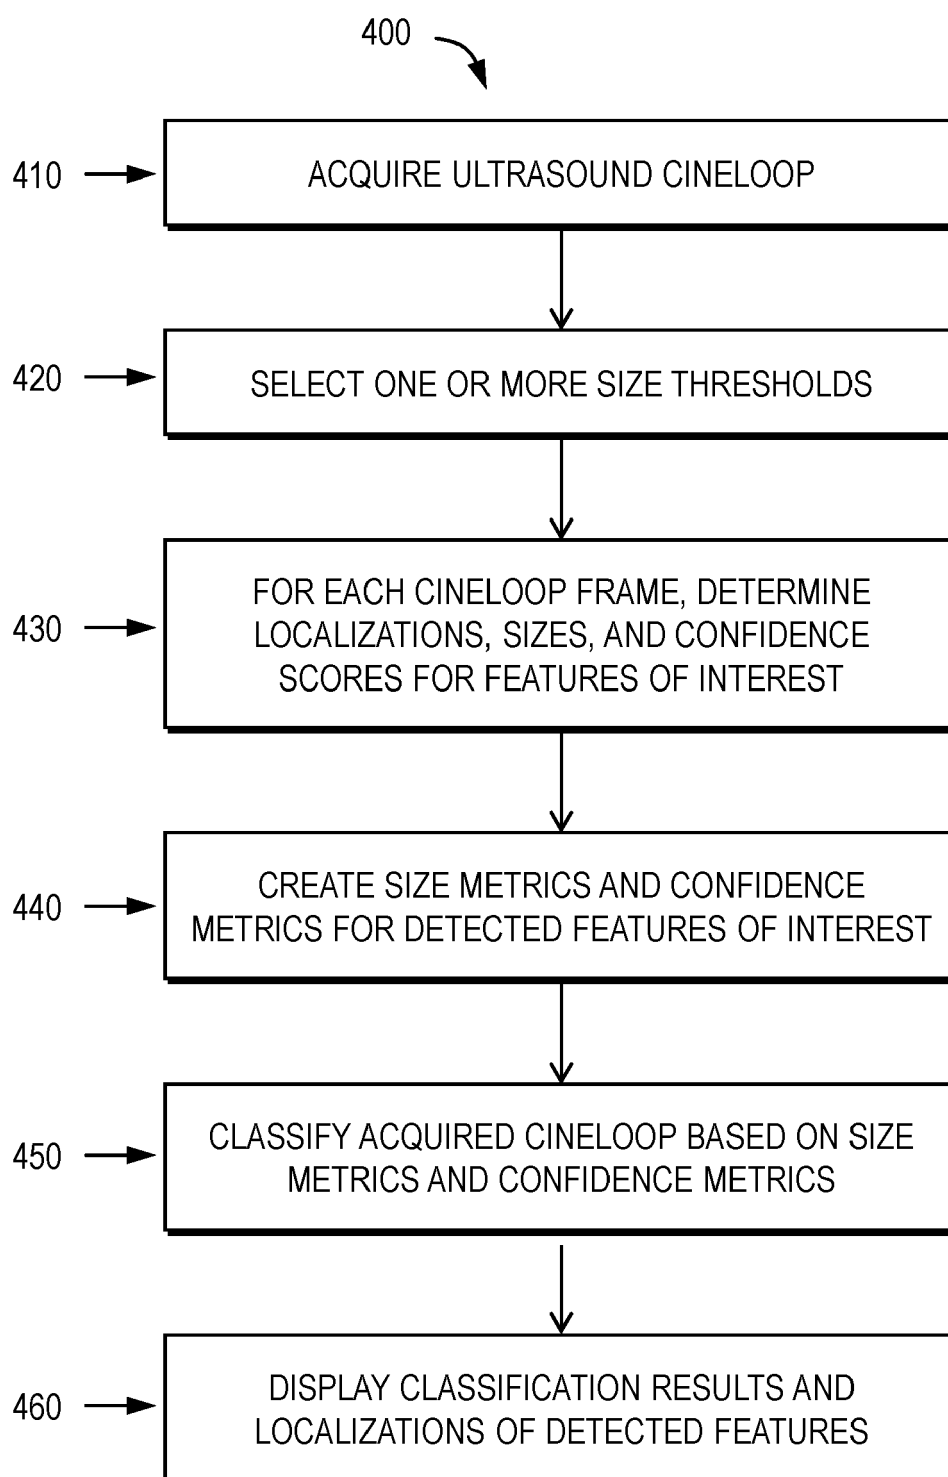 400
410
ACQUIRE ULTRASOUND CINELOOP
420
SELECT ONE OR MORE SIZE THRESHOLDS
430
FOR EACH CINELOOP FRAME, DETERMINE
LOCALIZATIONS, SIZES, AND CONFIDENCE
SCORES FOR FEATURES OF INTEREST
440
CREATE SIZE METRICS AND CONFIDENCE
METRICS FOR DETECTED FEATURES OF INTEREST
450
CLASSIFY ACQUIRED CINELOOP BASED ON SIZE
METRICS AND CONFIDENCE METRICS
460
DISPLAY CLASSIFICATION RESULTS AND
LOCALIZATIONS OF DETECTED FEATURES